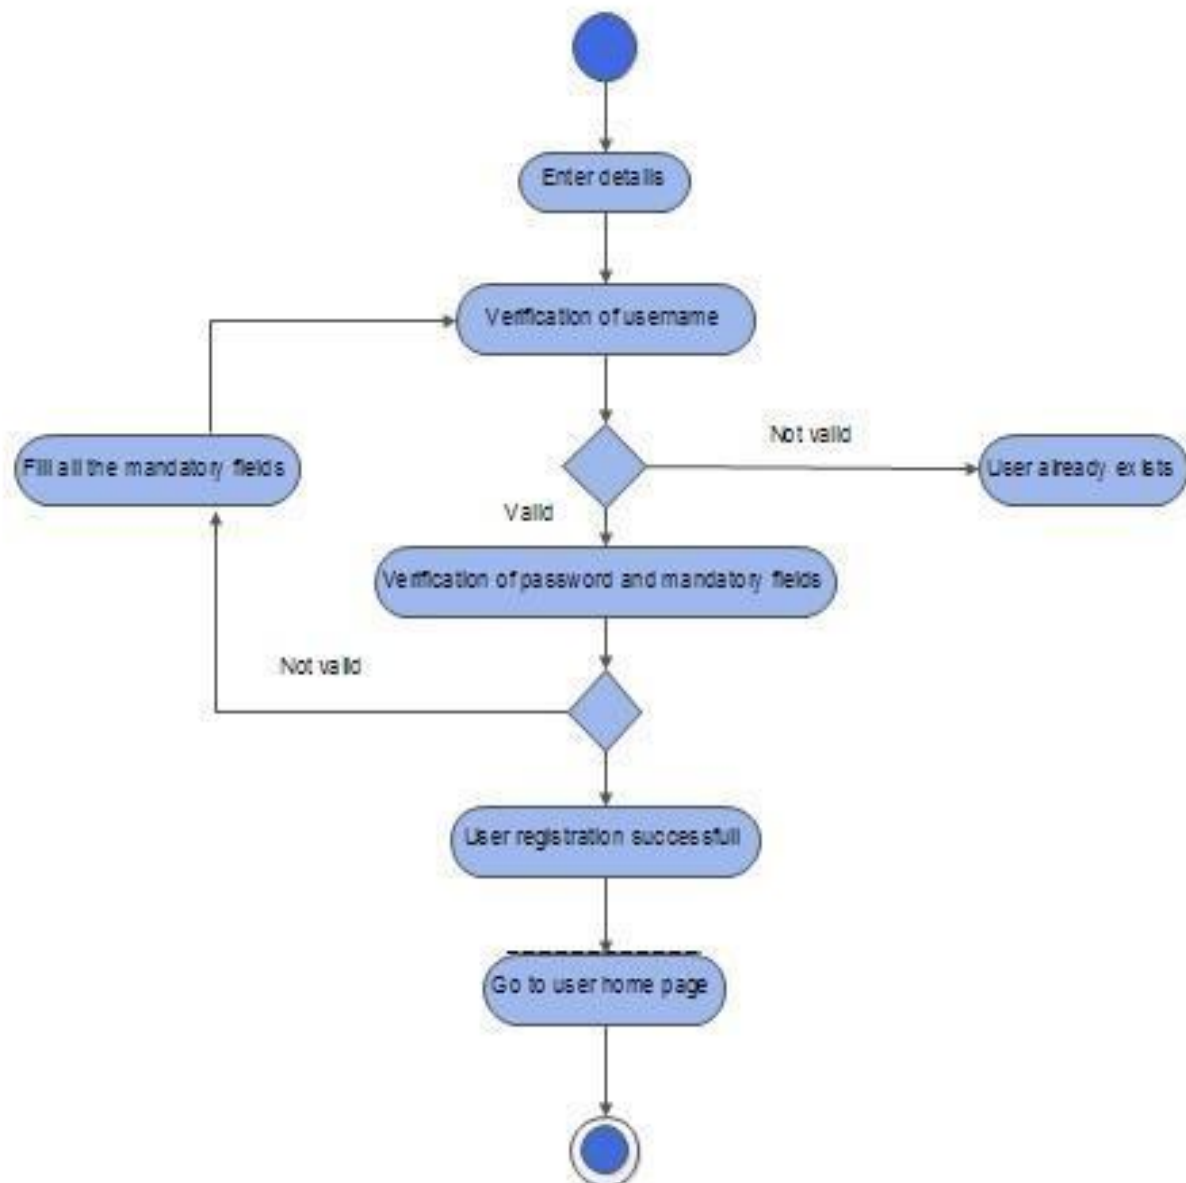 Enter details
Verification of username
Not valid
Fill all the mandatory fields
User already exists
Valid
Verification of password and mandatory fields
Not valid
User registration successfull
Go to user home page